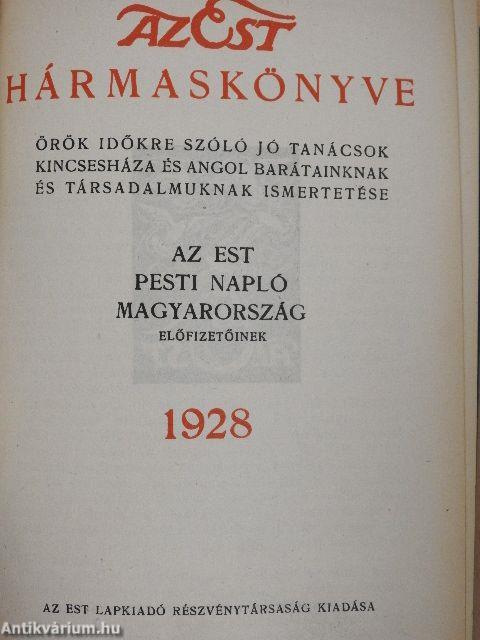 AZ EST
HÁRMASKÖNYVE
ÖRÖK IDŐKRE SZÓLÓ JÓ TANÁCSOK
KINCSESHÁZA ÉS ANGOL BARÁTAINKNAK
ÉS TÁRSADALMUKNAK ISMERTETÉSE
AZ EST
PESTI NAPLÓ
MAGYARORSZÁG
ELŐFIZETŐINEK
1928
AZ EST LAPKIADÓ RÉSZVÉNYTÁRSASÁG KIADÁSA
Antikvárium.hu